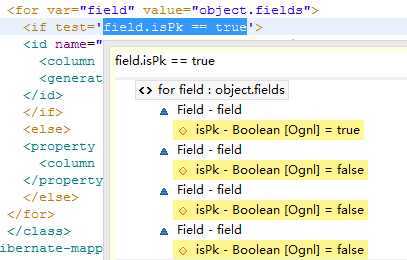 <for var="field" value="object.fields">
<if test='field.isPk == true'>
<id name="
<column
<generat
</id>
</if>
<else>
<property
<column
</property
</else>
</for>
</class>
ibernate-mapp
field.isPk == true
<> for field : object.fields
Field - field
isPk - Boolean [Ognl] = true
Field - field
isPk - Boolean [Ognl] = false
Field - field
isPk - Boolean [Ognl] = false
Field - field
isPk - Boolean [Ognl] = false